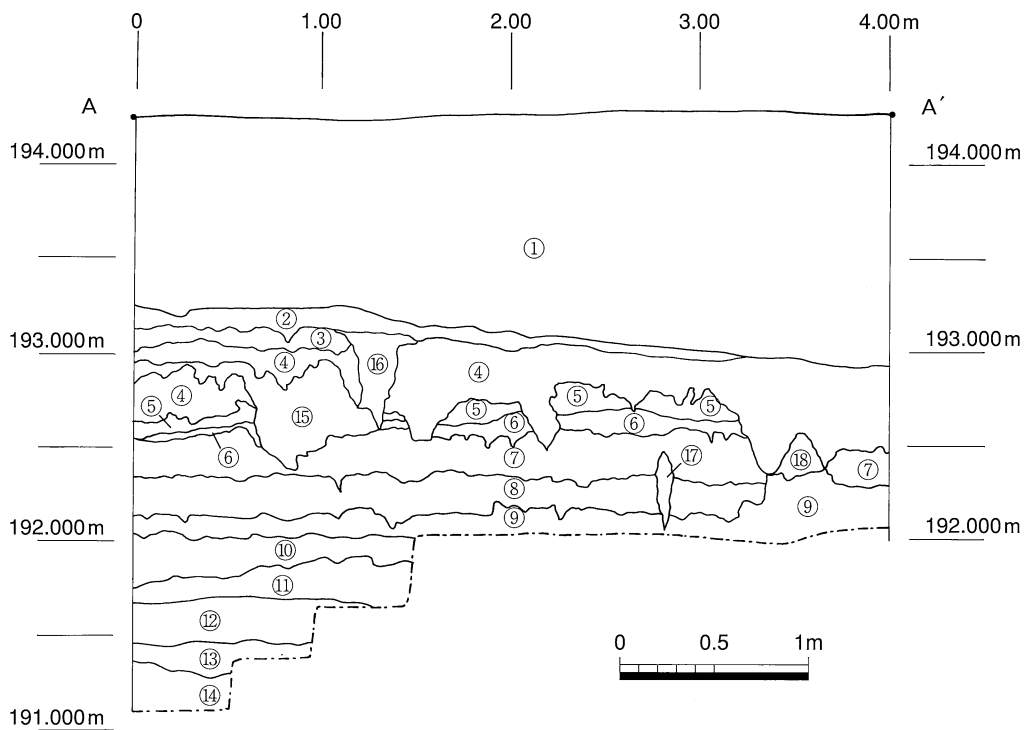 0 1.00 2.00 3.00 4.00m
A A′
194.000m 194.000m
①
②
③
④ ⑯
④
④ ⑤ ⑤
⑤ ⑮ ⑤
⑥ ⑥
⑥ ⑦ ⑰ ⑱ ⑦
⑧
⑨ ⑨
193.000m 193.000m
192.000m 192.000m
⑩
⑪
⑫
⑬
⑭
0 0.5 1m
191.000m